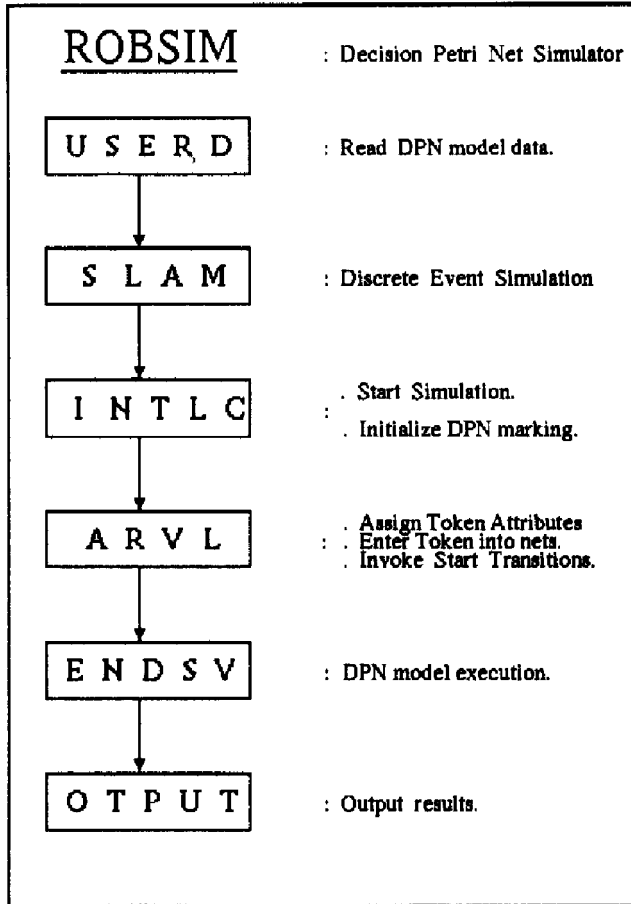 ROBSIM : Decision Petri Net Simulator
U S E R D : Read DPN model data.
S L A M : Discrete Event Simulation
I N T L C : . Start Simulation.
. Initialize DPN marking.
A R V L : . Assign Token Attributes
. Enter Token into nets.
. Invoke Start Transitions.
E N D S V : DPN model execution.
O T P U T : Output results.